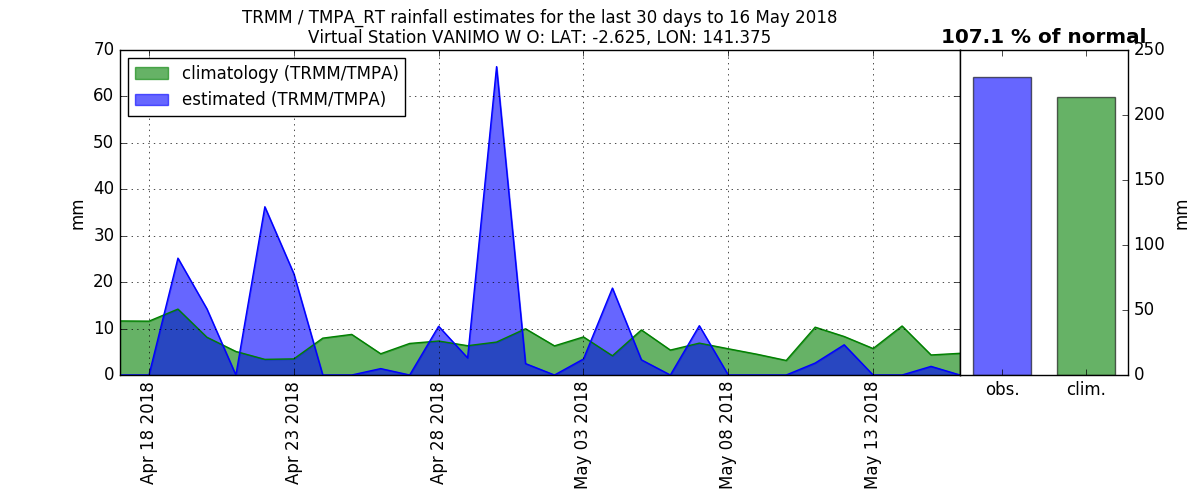 TRMM / TMPA_RT rainfall estimates for the last 30 days to 16 May 2018
Virtual Station VANIMO W O: LAT: -2.625, LON: 141.375
107.1 % of normal
climatology (TRMM/TMPA)
estimated (TRMM/TMPA)
70
60
50
40
30
20
10
0
mm
Apr 18 2018
Apr 23 2018
Apr 28 2018
May 03 2018
May 08 2018
May 13 2018
250
200
150
100
50
0
mm
obs.
clim.